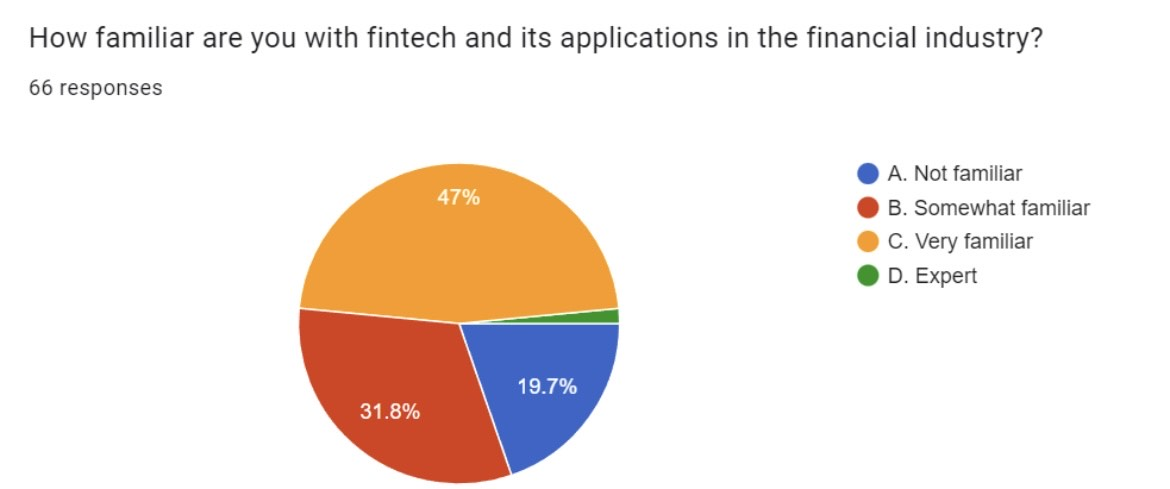 How familiar are you with fintech and its applications in the financial industry?
66 responses
47%
31.8%
19.7%
A. Not familiar
B. Somewhat familiar
C. Very familiar
D. Expert